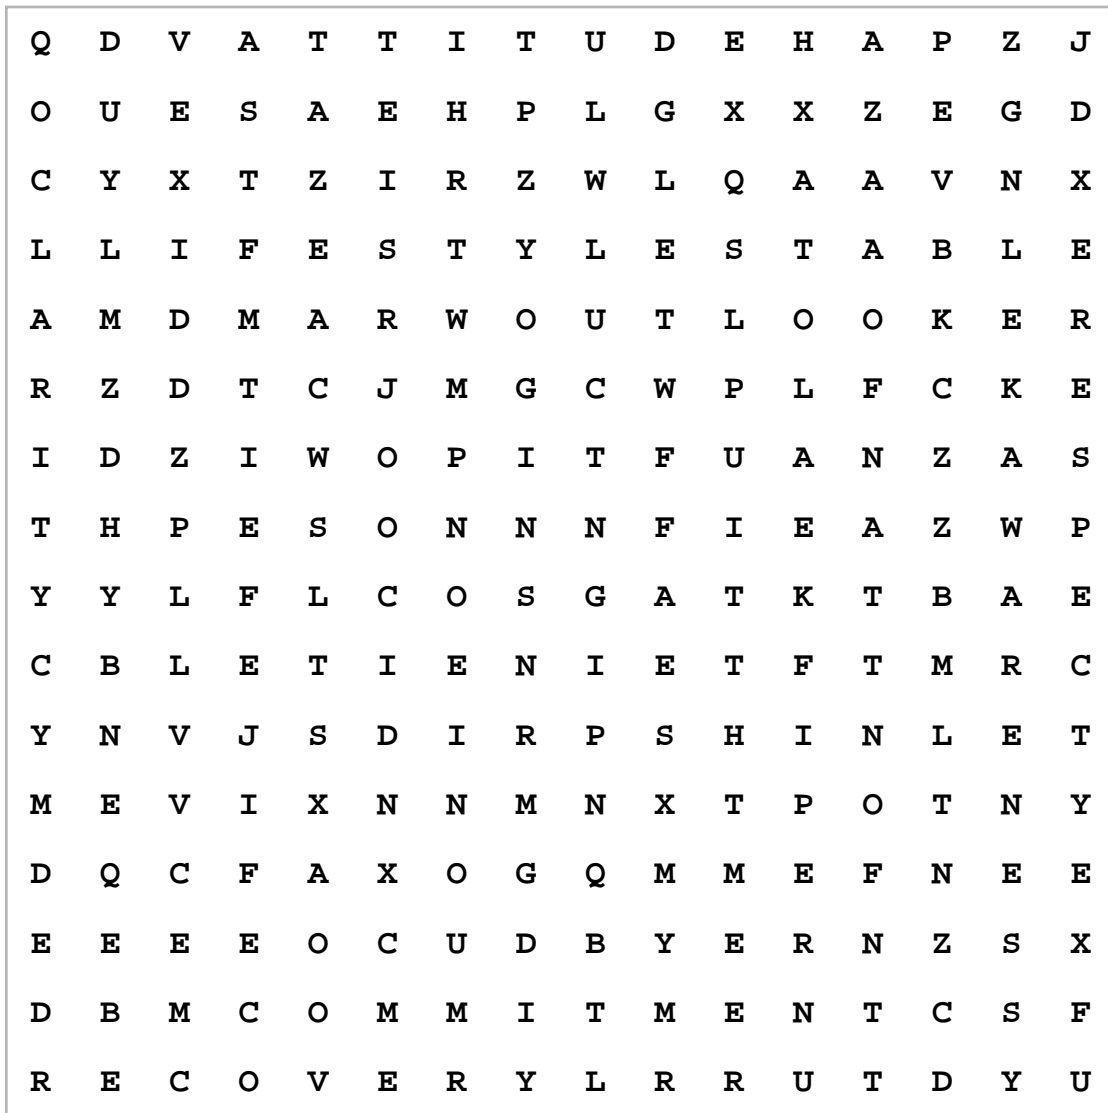 Q D V A T T I T U D E H A P Z J
O U E S A E H P L G X X Z E G D
C Y X T Z I R Z W L Q A A V N X
L L I F E S T Y L E S T A B L E
A M D M A R W O U T L O O K E R
R Z D T C J M G C W P L F C K E
I D Z I W O P I T F U A N Z A S
T H P E S O N N N F I E A Z W P
Y Y L F L C O S G A T K T B A E
C B L E T I E N I E T F T M R C
Y N V J S D I R P S H I N L E T
M E V I X N N M N X T P O T N Y
D Q C F A X O G Q M M E F N E E
E E E E O C U D B Y E R N Z S X
D B M C O M M I T M E N T C S F
R E C O V E R Y L R R U T D Y U